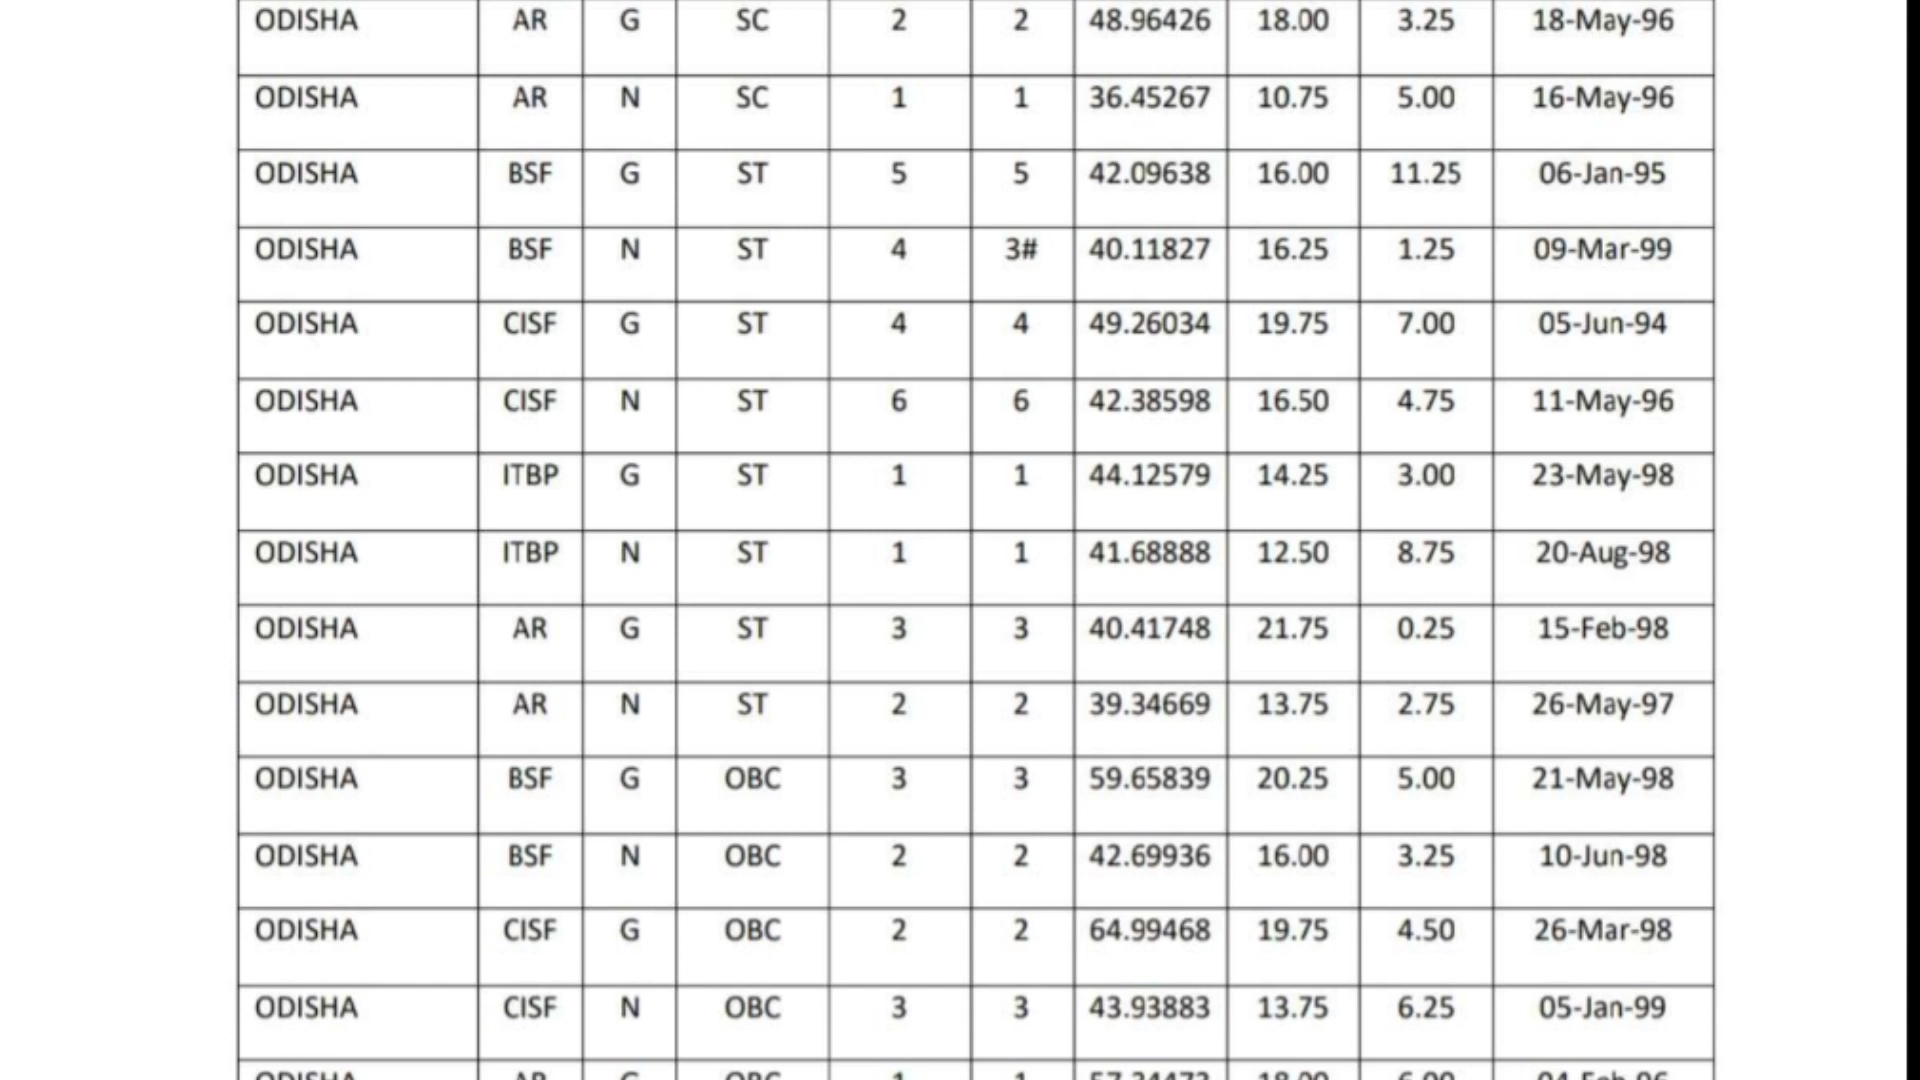 ODISHA AR G SC 2 2 48.96426 18.00 3.25 18-May-96
ODISHA AR N SC 1 1 36.45267 10.75 5.00 16-May-96
ODISHA BSF G ST 5 5 42.09638 16.00 11.25 06-Jan-95
ODISHA BSF N ST 4 3# 40.11827 16.25 1.25 09-Mar-99
ODISHA CISF G ST 4 4 49.26034 19.75 7.00 05-Jun-94
ODISHA CISF N ST 6 6 42.38598 16.50 4.75 11-May-96
ODISHA ITBP G ST 1 1 44.12579 14.25 3.00 23-May-98
ODISHA ITBP N ST 1 1 41.68888 12.50 8.75 20-Aug-98
ODISHA AR G ST 3 3 40.41748 21.75 0.25 15-Feb-98
ODISHA AR N ST 2 2 39.34669 13.75 2.75 26-May-97
ODISHA BSF G OBC 3 3 59.65839 20.25 5.00 21-May-98
ODISHA BSF N OBC 2 2 42.69936 16.00 3.25 10-Jun-98
ODISHA CISF G OBC 2 2 64.99468 19.75 4.50 26-Mar-98
ODISHA CISF N OBC 3 3 43.93883 13.75 6.25 05-Jan-99
ODISHA AR G OBC 1 1